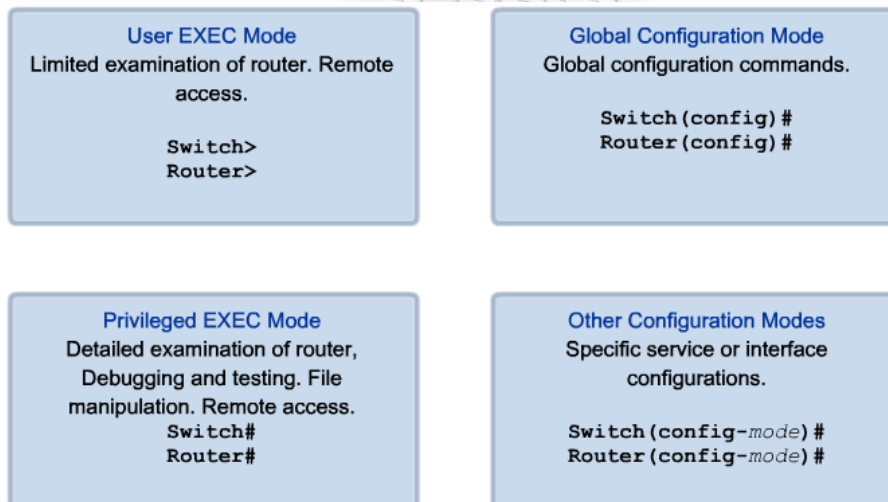 User EXEC Mode
Limited examination of router. Remote
access.
Switch>
Router>
Global Configuration Mode
Global configuration commands.
Switch(config)#
Router(config)#
Privileged EXEC Mode
Detailed examination of router,
Debugging and testing. File
manipulation. Remote access.
Switch#
Router#
Other Configuration Modes
Specific service or interface
configurations.
Switch(config-mode)#
Router(config-mode)#